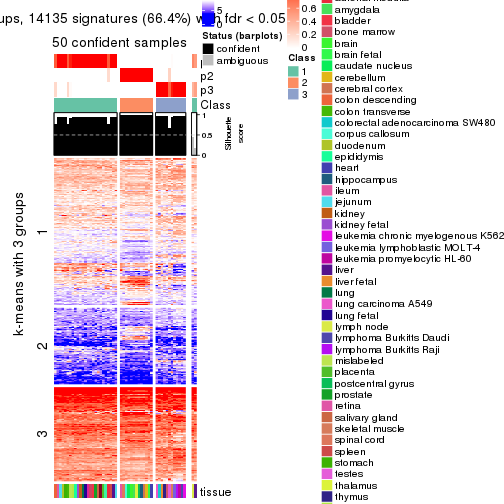 ups, 14135 signatures (66.4%) with fdr < 0.05
50 confident samples
p2
p3
Class
1
0.5
0
Silhouette
score
k-means with 3 groups
1
2
3
tissue
5
0
Status (barplots)
confident
ambiguous
0.6
0.4
0.2
0
Class
1
2
3
amygdala
bladder
bone marrow
brain
brain fetal
caudate nucleus
cerebellum
cerebral cortex
colon descending
colon transverse
colorectal adenocarcinoma SW480
corpus callosum
duodenum
epididymis
heart
hippocampus
ileum
jejunum
kidney
kidney fetal
leukemia chronic myelogenous K562
leukemia lymphoblastic MOLT-4
leukemia promyelocytic HL-60
liver
liver fetal
lung
lung carcinoma A549
lung fetal
lymph node
lymphoma Burkitts Daudi
lymphoma Burkitts Raji
mislabeled
placenta
postcentral gyrus
prostate
retina
salivary gland
skeletal muscle
spinal cord
spleen
stomach
testes
thalamus
thymus